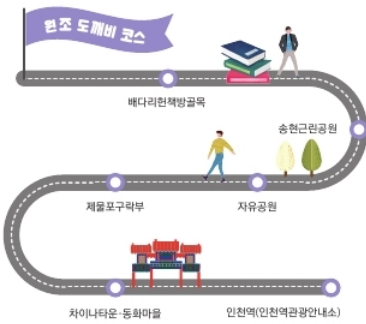 원조 도깨비 코스
배다리헌책방골목
송현근린공원
제물포구락부
자유공원
차이나타운·동화마을
인천역(인천역관광안내소)